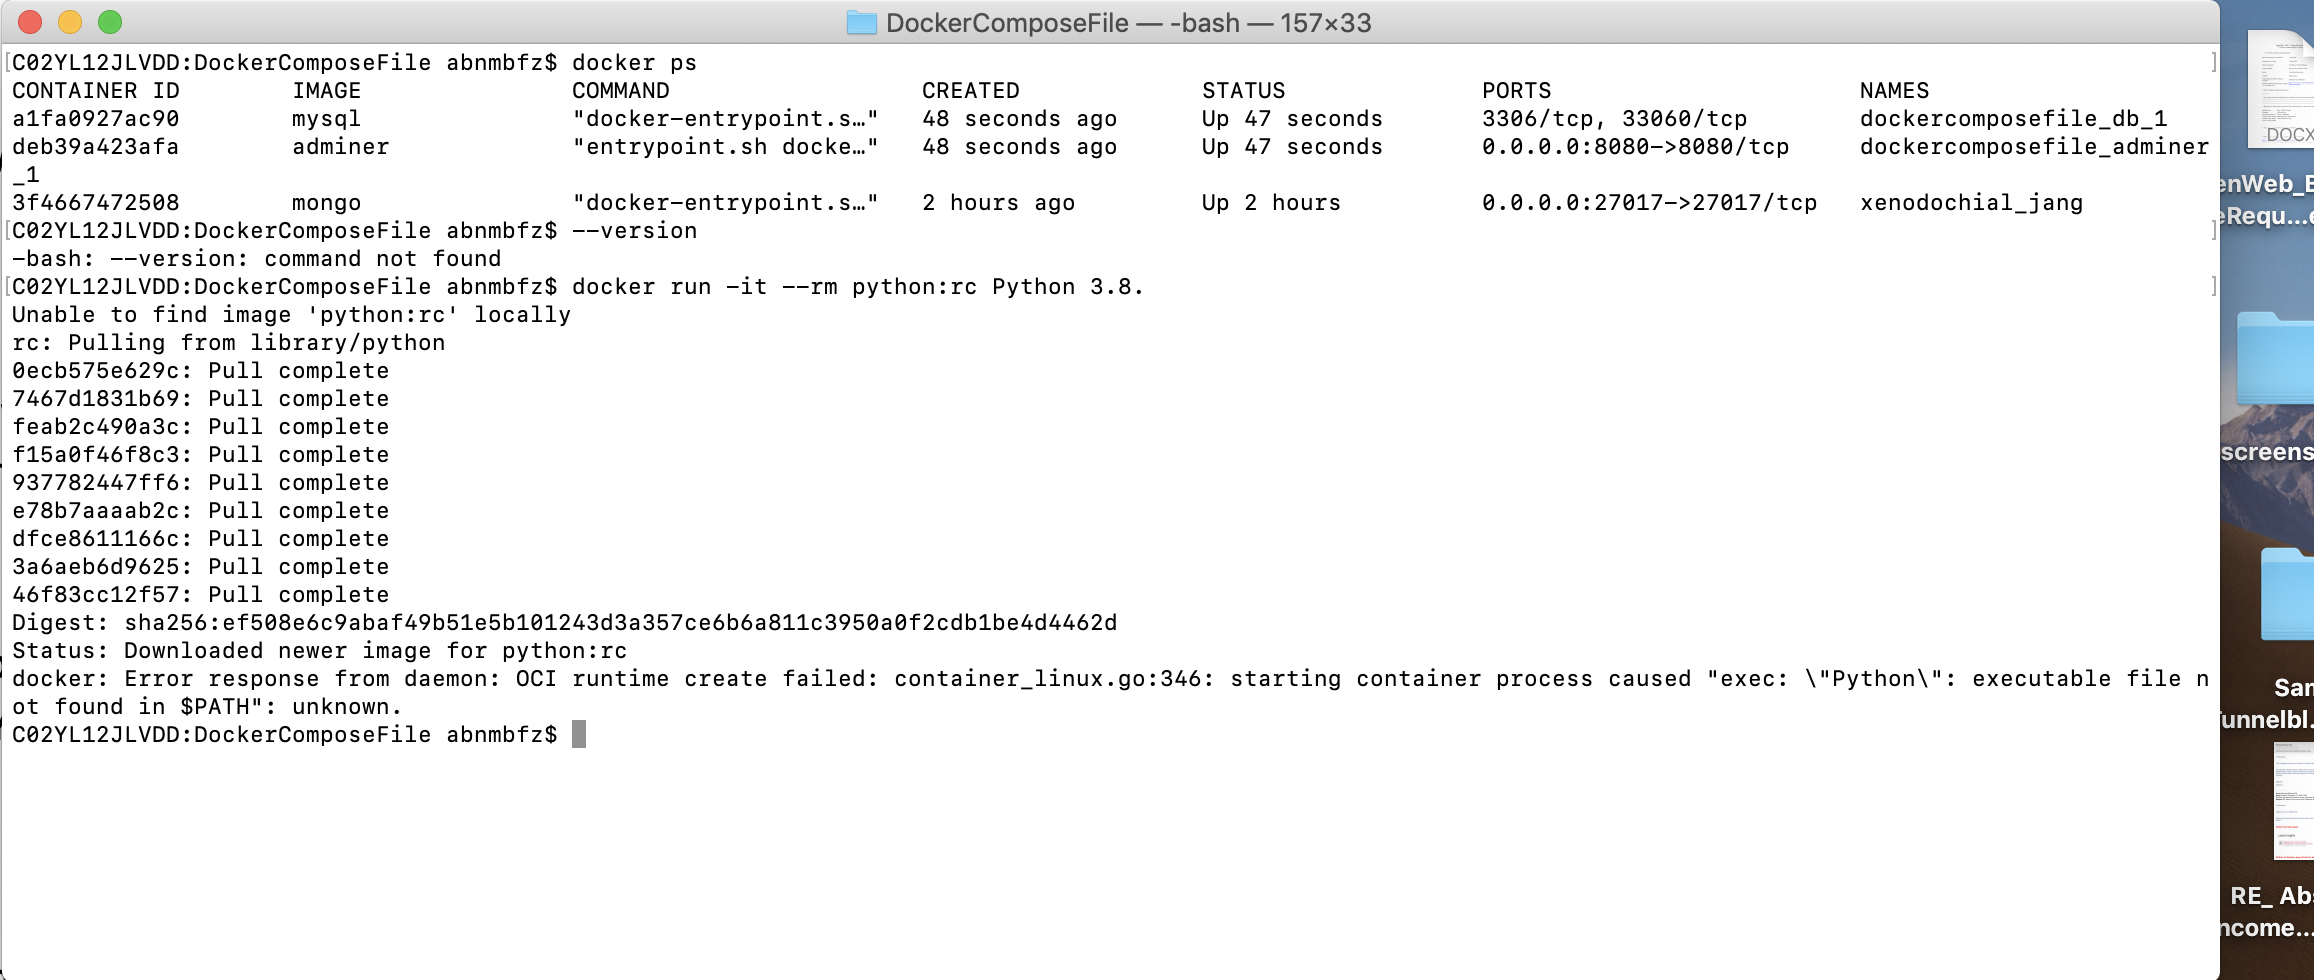 DockerComposeFile — -bash — 157×33
C02YL12JLVDD:DockerComposeFile abnmbfz$ docker ps
CONTAINER ID        IMAGE               COMMAND                  CREATED             STATUS              PORTS                      NAMES
a1fa0927ac90        mysql               "docker-entrypoint.s…"   48 seconds ago      Up 47 seconds       3306/tcp, 33060/tcp        dockercomposefile_db_1
deb39a423afa        adminer             "entrypoint.sh docke…"   48 seconds ago      Up 47 seconds       0.0.0.0:8080->8080/tcp     dockercomposefile_adminer
_1
3f4667472508        mongo               "docker-entrypoint.s…"   2 hours ago         Up 2 hours          0.0.0.0:27017->27017/tcp   xenodochial_jang
C02YL12JLVDD:DockerComposeFile abnmbfz$ --version
-bash: --version: command not found
C02YL12JLVDD:DockerComposeFile abnmbfz$ docker run -it --rm python:rc Python 3.8.
Unable to find image 'python:rc' locally
rc: Pulling from library/python
0ecb575e629c: Pull complete
7467d1831b69: Pull complete
feab2c490a3c: Pull complete
f15a0f46f8c3: Pull complete
937782447ff6: Pull complete
e78b7aaaab2c: Pull complete
dfce8611166c: Pull complete
3a6aeb6d9625: Pull complete
46f83cc12f57: Pull complete
Digest: sha256:ef508e6c9abaf49b51e5b101243d3a357ce6b6a811c3950a0f2cdb1be4d4462d
Status: Downloaded newer image for python:rc
docker: Error response from daemon: OCI runtime create failed: container_linux.go:346: starting container process caused "exec: \"Python\": executable file n
ot found in $PATH": unknown.
C02YL12JLVDD:DockerComposeFile abnmbfz$
DOCX
enWeb_B
eRequ...e
screens
San
Tunnelbl.
RE_ Abs
ncome...